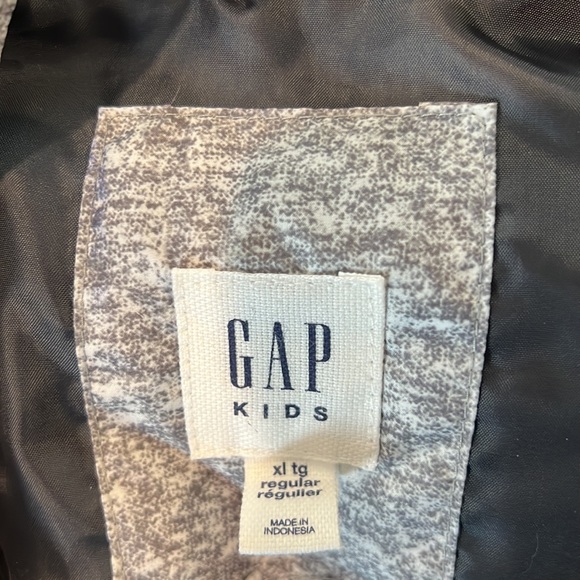 GAP
KIDS
xl tg
regular
régulier
MADE IN
INDONESIA